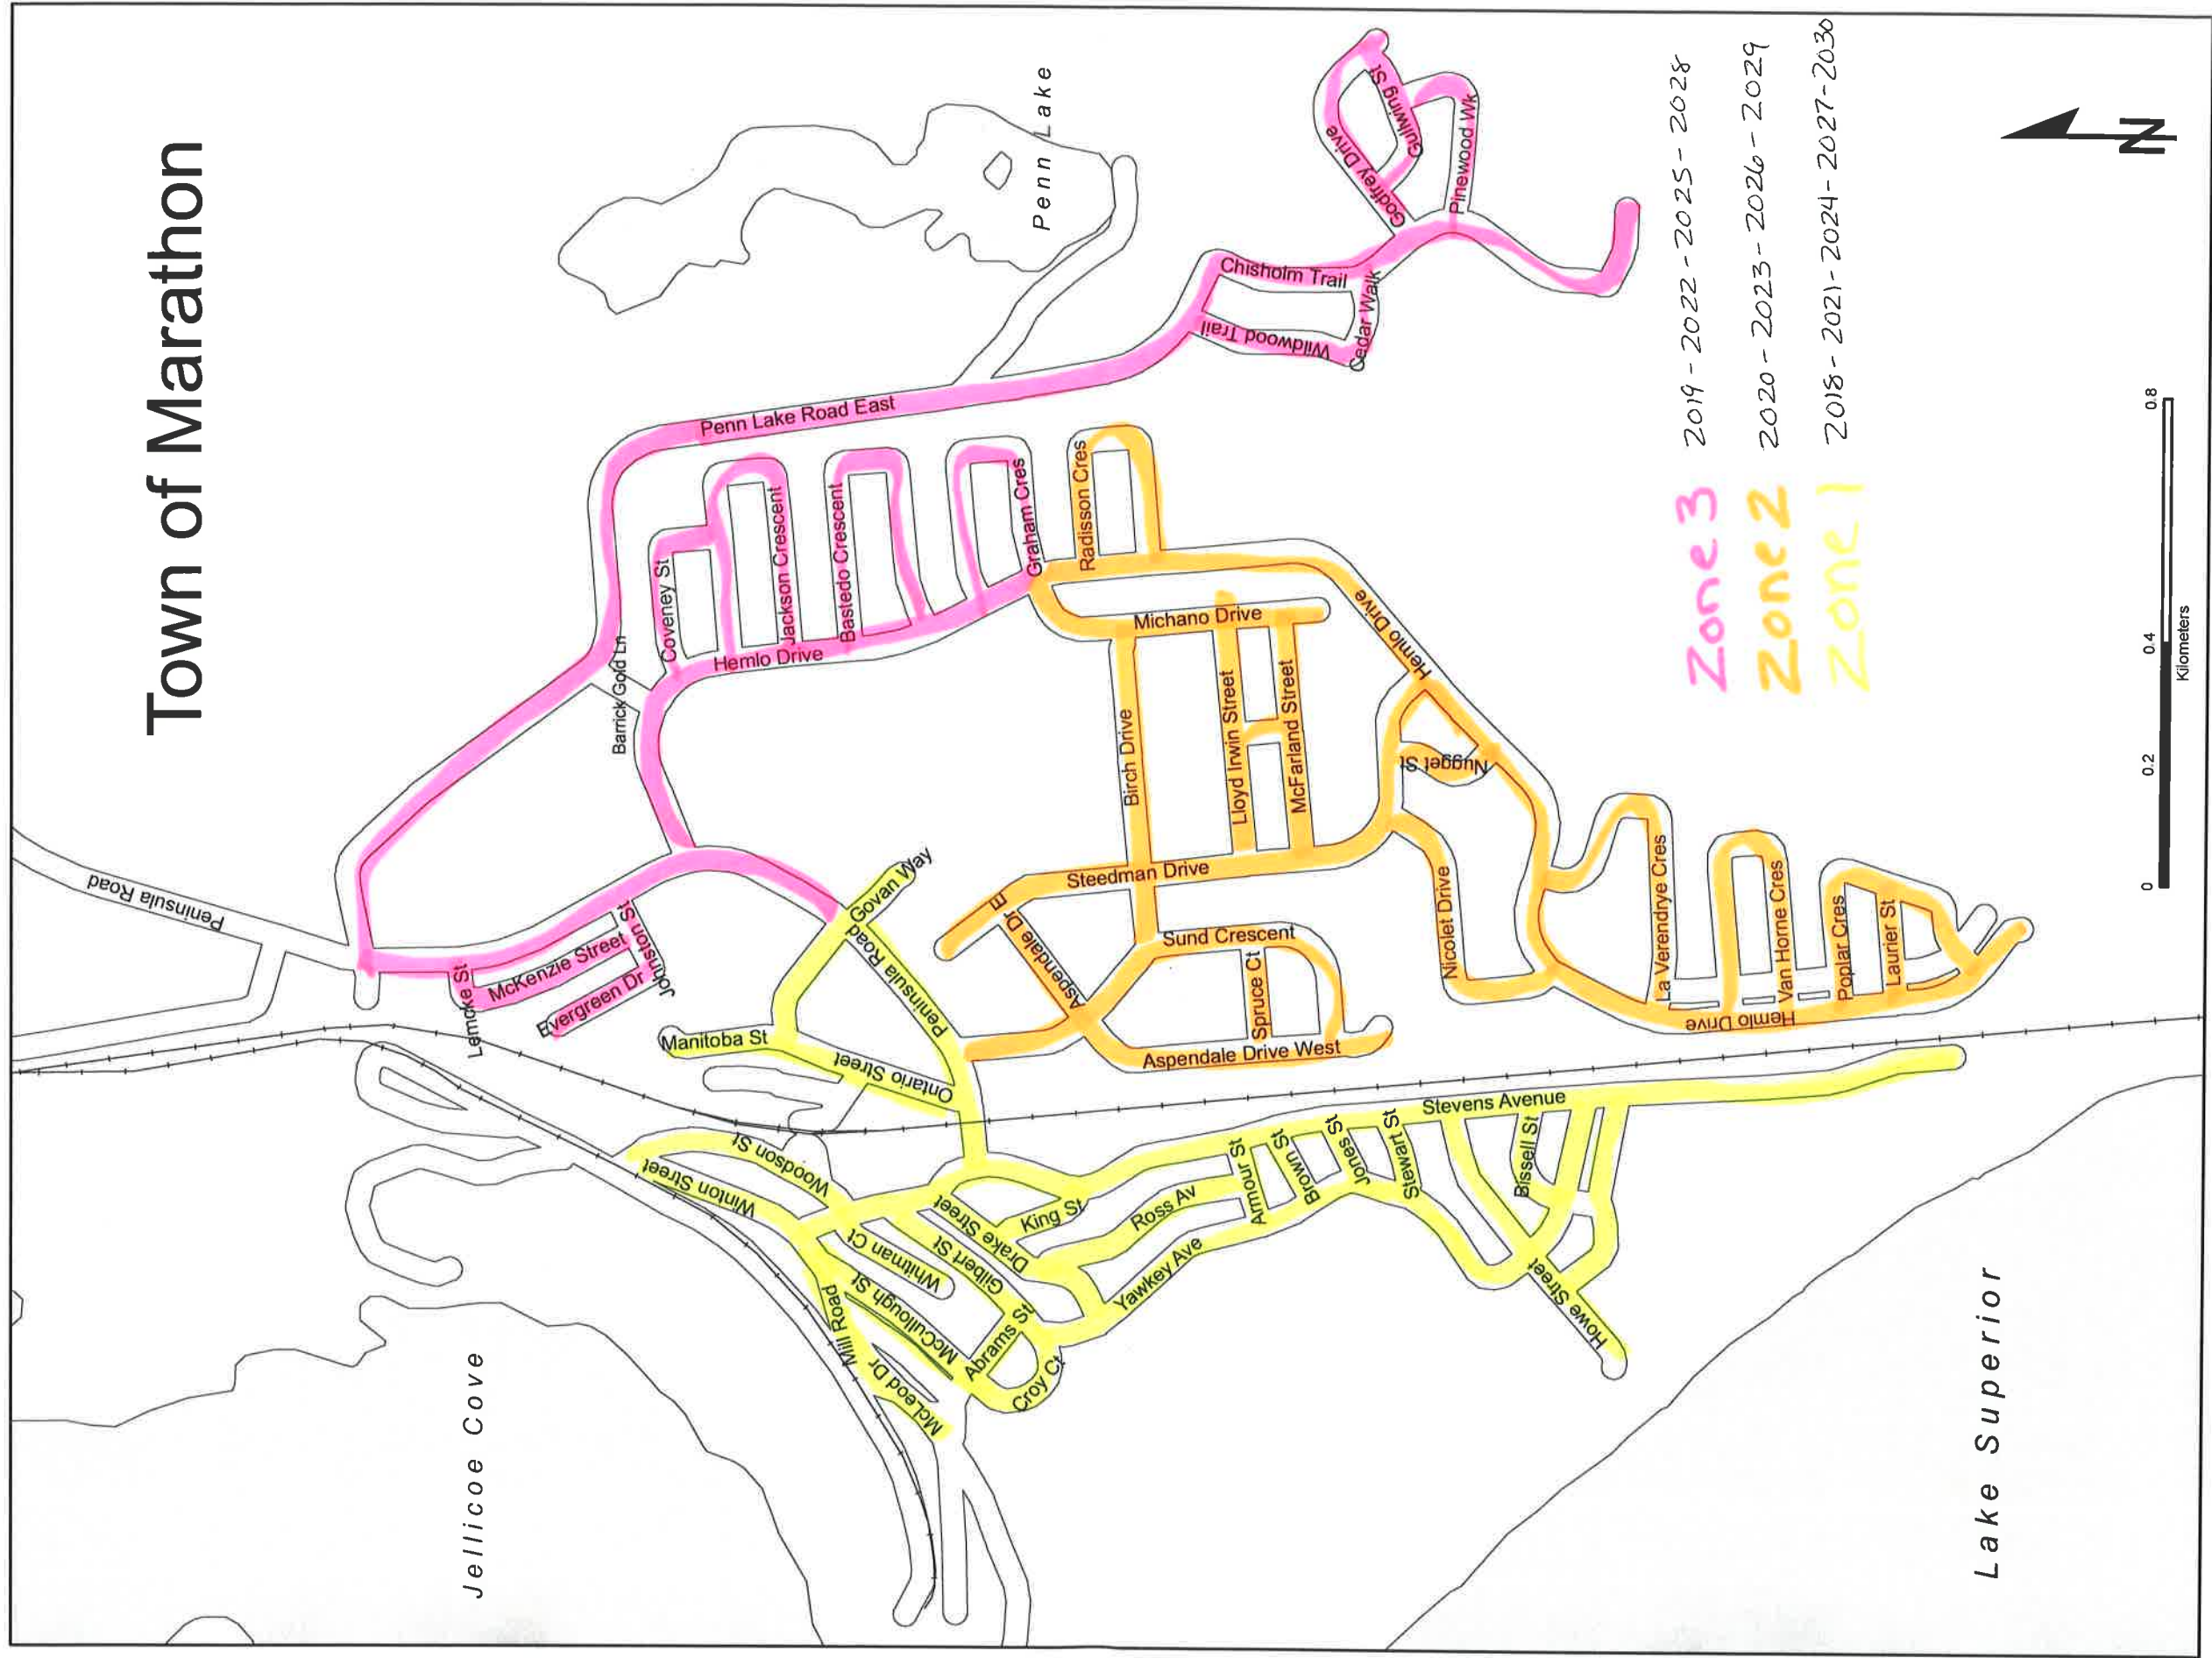 Town of Marathon
Peninsula Road
Penn Lake
Penn Lake Road East
Barrick Gold Ln
Coveney St
Jackson Crescent
Hemlo Drive
Bastedo Crescent
Graham Cres
Radisson Cres
Lemcke St
McKenzie Street
Evergreen Dr
Johnston St
Govan Way
Manitoba St
Peninsula Road
Ontario Street
Michano Drive
Birch Drive
Lloyd Irwin Street
McFarland Street
Hemlo Drive
Steedman Drive
Nugget St
Aspendale Dr E
Sund Crescent
Spruce Ct
Aspendale Drive West
Nicolet Drive
La Verendrye Cres
Van Horne Cres
Poplar Cres
Laurier St
Hemlo Drive
Chisholm Trail
Wildwood Trail
Cedar Walk
Godfrey Drive
Gullwing St
Pinewood Wk
Woodson St
Winton Street
Whitman Ct
Gilbert St
Drake Street
King St
Ross Av
Yawkey Ave
Armour St
Brown St
Jones St
Stewart St
Stevens Avenue
Bissell St
Howe Street
Mill Road
McCullough St
Abrams St
McLeod Dr
Croy Ct
Jellicoe Cove
Lake Superior
Zone 3 2019-2022-2025-2028
Zone 2 2020-2023-2026-2029
Zone 1 2018-2021-2024-2027-2030
N
0 0.2 0.4 0.8
Kilometers